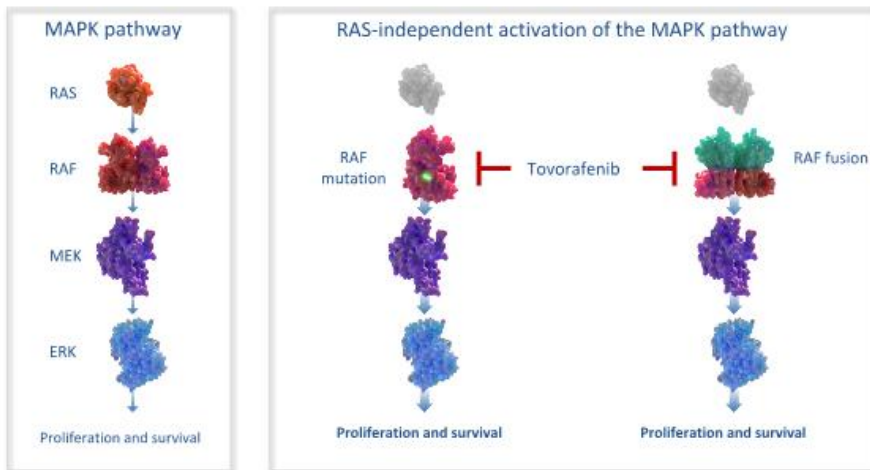 MAPK pathway
RAS
RAF
MEK
ERK
Proliferation and survival
RAS-independent activation of the MAPK pathway
RAF
mutation
Tovorafenib
RAF fusion
Proliferation and survival
Proliferation and survival